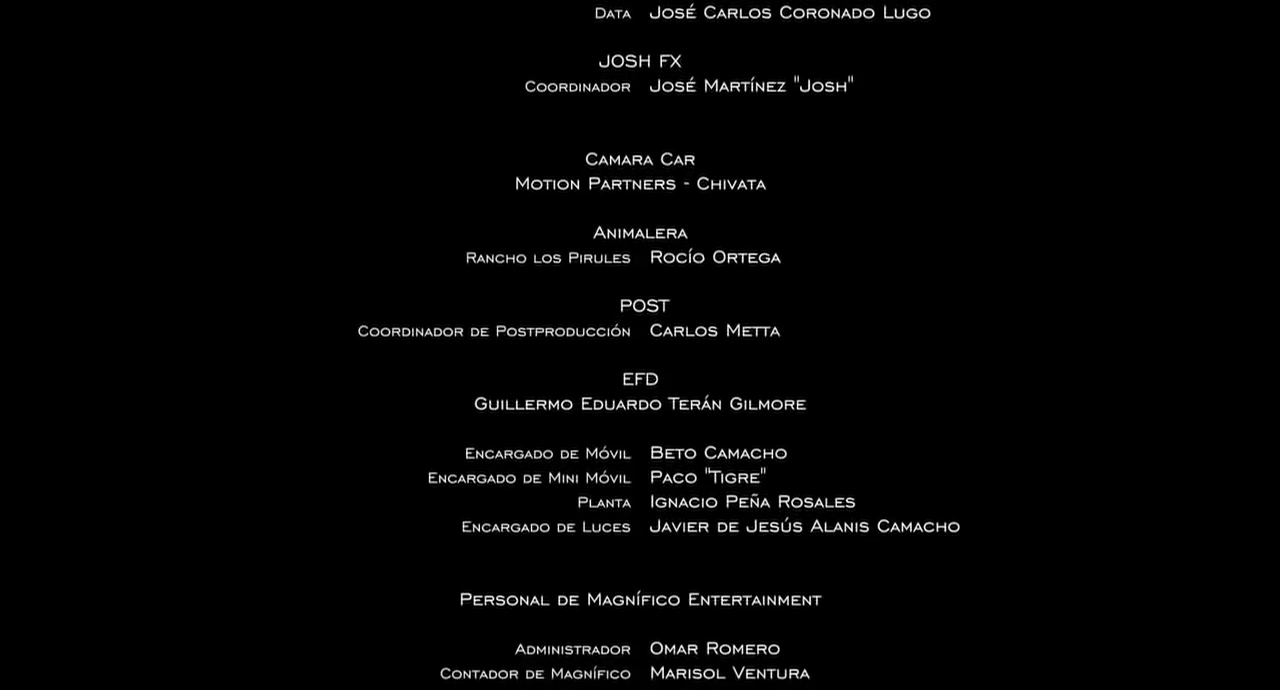 Data José Carlos Coronado Lugo
JOSH FX
Coordinador José Martínez "Josh"
Camara Car
Motion Partners - Chivata
Animalera
Rancho los Pirules Rocío Ortega
POST
Coordinador de Postproducción Carlos Metta
EFD
Guillermo Eduardo Terán Gilmore
Encargado de Móvil Beto Camacho
Encargado de Mini Móvil Paco "Tigre"
Planta Ignacio Peña Rosales
Encargado de Luces Javier de Jesús Alanis Camacho
Personal de Magnífico Entertainment
Administrador Omar Romero
Contador de Magnífico Marisol Ventura